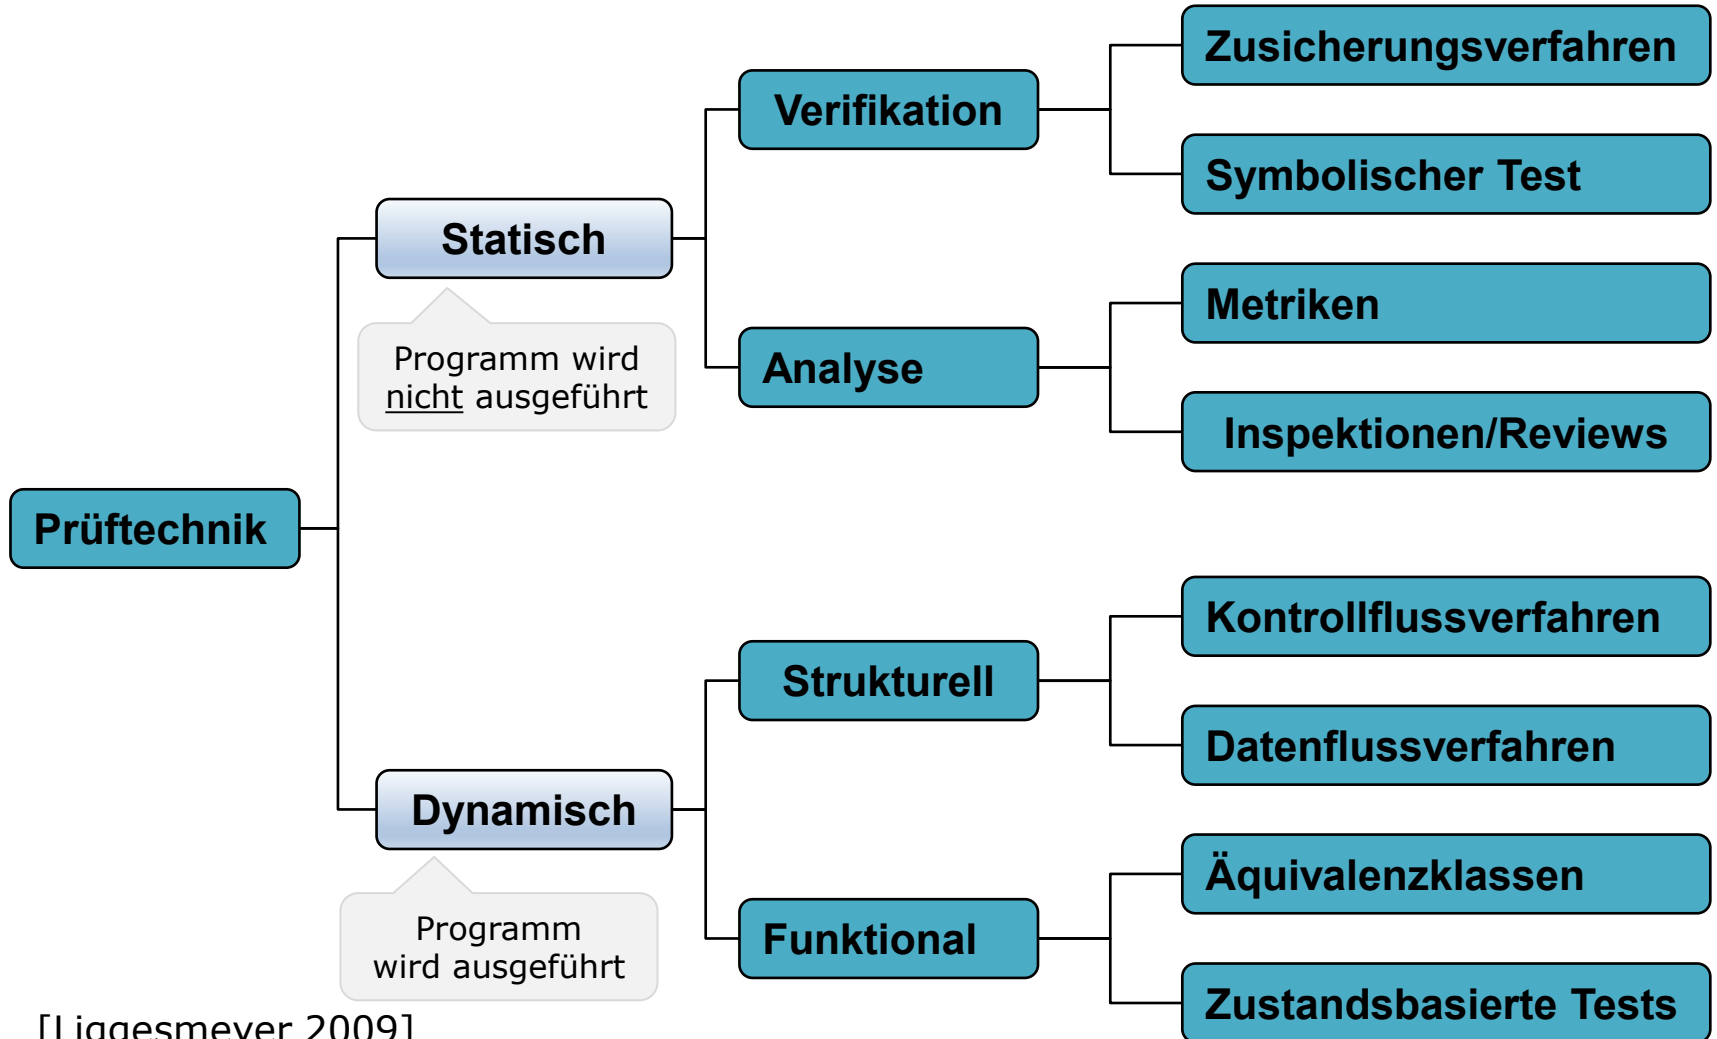 Prüftechnik
Statisch
Programm wird
nicht ausgeführt
Verifikation
Zusicherungsverfahren
Symbolischer Test
Analyse
Metriken
Inspektionen/Reviews
Dynamisch
Programm
wird ausgeführt
Strukturell
Kontrollflussverfahren
Datenflussverfahren
Funktional
Äquivalenzklassen
Zustandsbasierte Tests
[Liggesmeyer 2009]